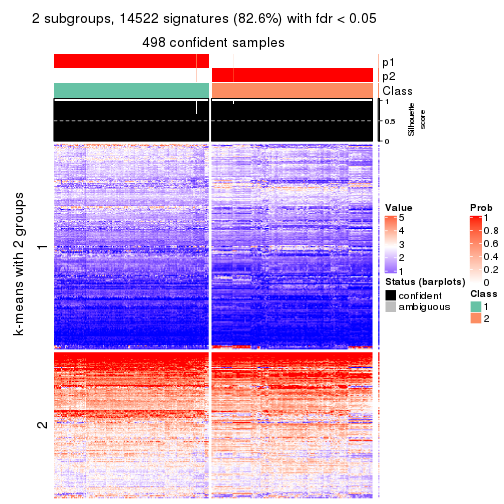 2 subgroups, 14522 signatures (82.6%) with fdr < 0.05
498 confident samples
p1
p2
Class
1
0.5
0
Silhouette
score
k-means with 2 groups
1
2
Value
5
4
3
2
1
Status (barplots)
confident
ambiguous
Prob
1
0.8
0.6
0.4
0.2
0
Class
1
2